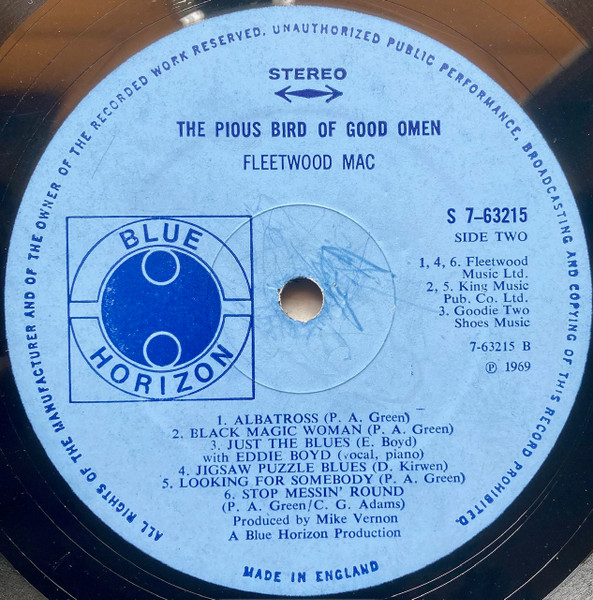 ALL RIGHTS OF THE MANUFACTURER AND OF THE OWNER OF THE RECORDED WORK RESERVED. UNAUTHORIZED PUBLIC PERFORMANCE, BROADCASTING AND COPYING OF THIS RECORD PROHIBITED.
STEREO
THE PIOUS BIRD OF GOOD OMEN
FLEETWOOD MAC
S 7-63215
SIDE TWO
1, 4, 6. Fleetwood
Music Ltd.
2, 5. King Music
Pub. Co. Ltd.
3. Goodie Two
Shoes Music
7-63215 B
Ⓟ 1969
BLUE
HORIZON
1. ALBATROSS (P. A. Green)
2. BLACK MAGIC WOMAN (P. A. Green)
3. JUST THE BLUES (E. Boyd)
with EDDIE BOYD (vocal, piano)
4. JIGSAW PUZZLE BLUES (D. Kirwen)
5. LOOKING FOR SOMEBODY (P. A. Green)
6. STOP MESSIN' ROUND
(P. A. Green/C. G. Adams)
Produced by Mike Vernon
A Blue Horizon Production
MADE IN ENGLAND